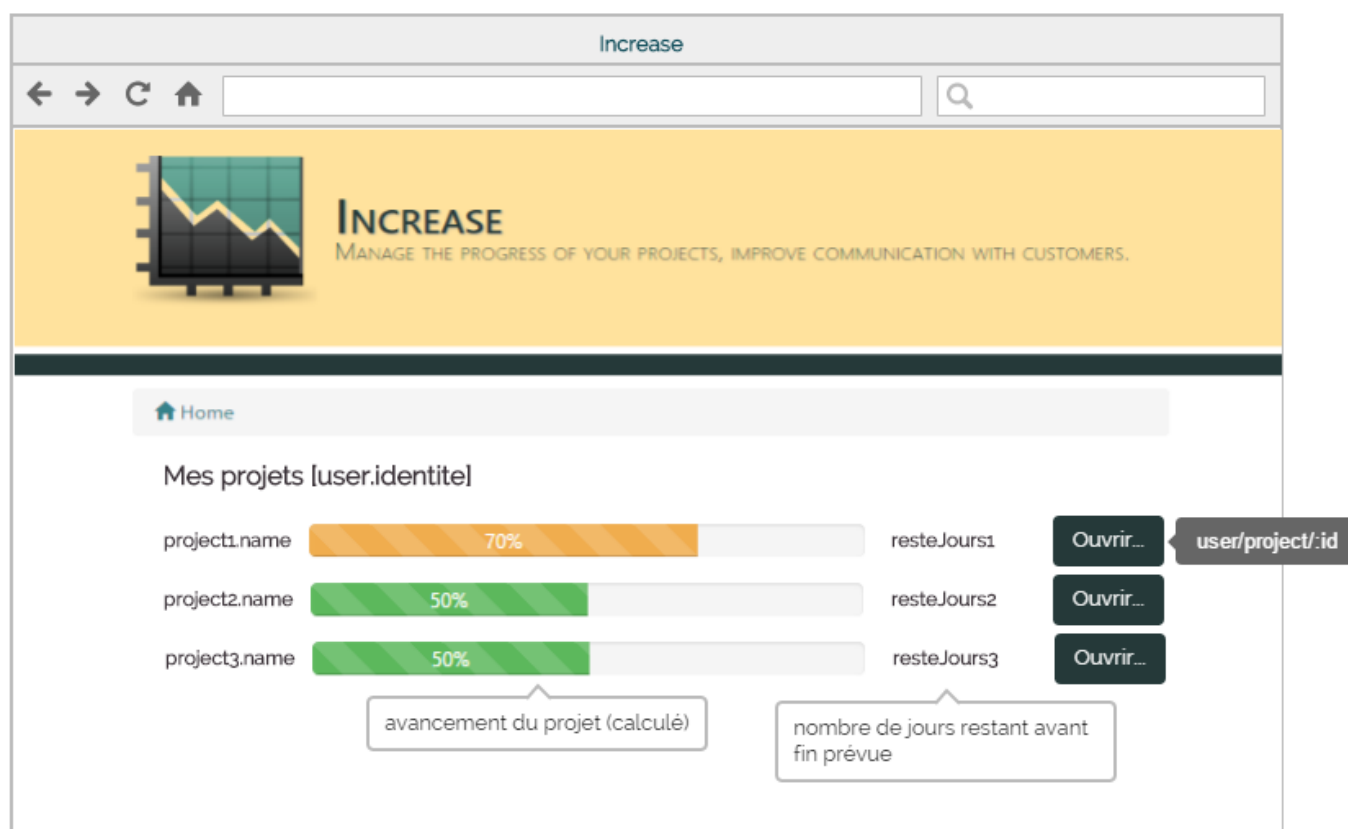 Increase
INCREASE
MANAGE THE PROGRESS OF YOUR PROJECTS, IMPROVE COMMUNICATION WITH CUSTOMERS.
Home
Mes projets [user.identite]
project1.name 70% resteJours1 Ouvrir... user/project/:id
project2.name 50% resteJours2 Ouvrir...
project3.name 50% resteJours3 Ouvrir...
avancement du projet (calculé)
nombre de jours restant avant
fin prévue